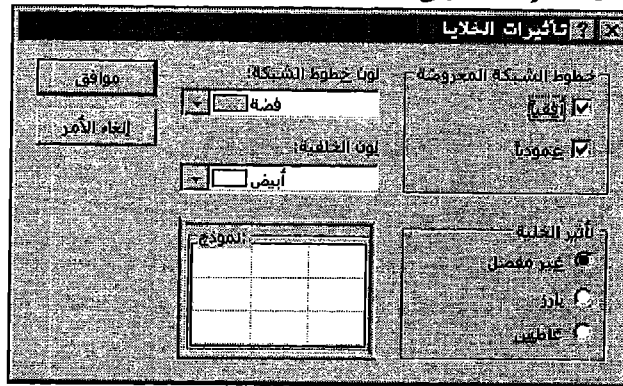 تأثيرات الخلايا
خطوط الشبكة المعروضة
أفقياً
عمودياً
لون خطوط الشبكة:
فضة
لون الخلفية:
أبيض
موافق
إلغاء الأمر
تأثير الخلية
غير مفصل
بارز
غاطس
النموذج: